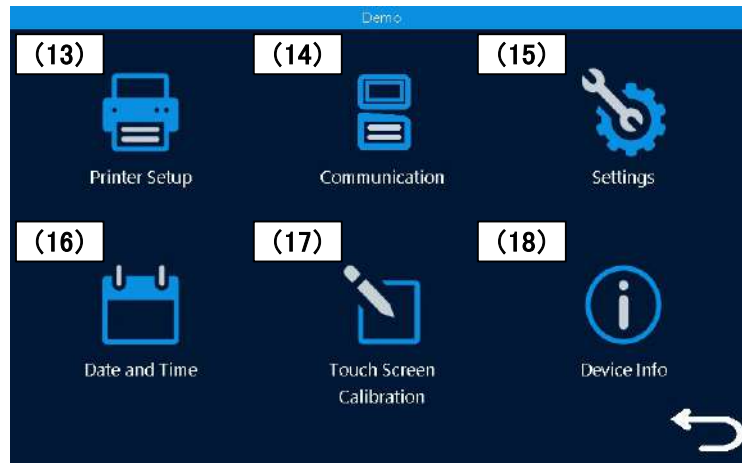 Demo
(13)
(14)
(15)
Printer Setup
Communication
Settings
(16)
(17)
(18)
Date and Time
Touch Screen
Calibration
Device Info